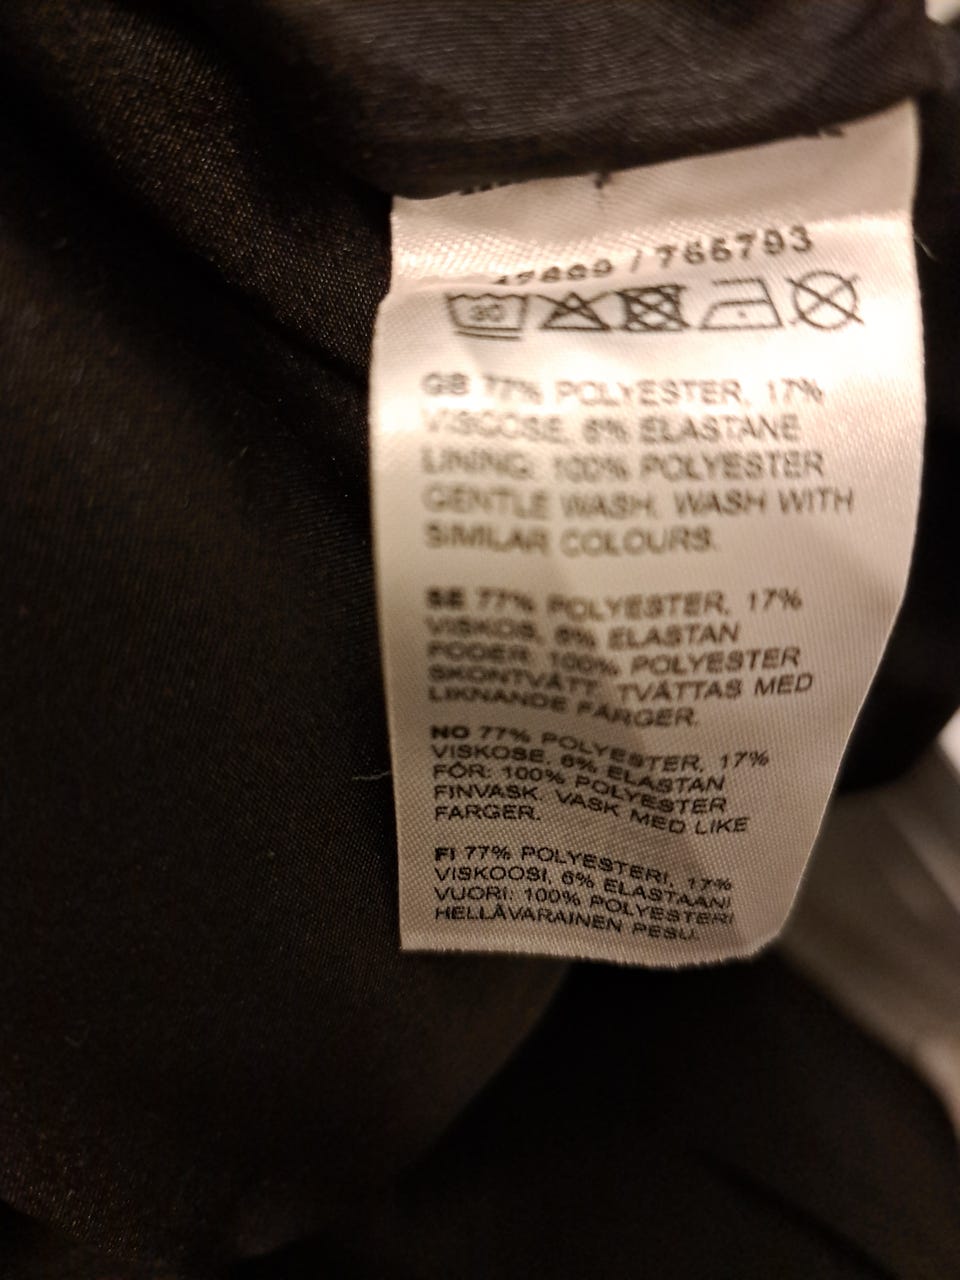 / 765793
30
GB 77% POLYESTER, 17%
VISCOSE, 6% ELASTANE
LINING: 100% POLYESTER
GENTLE WASH. WASH WITH
SIMILAR COLOURS.
SE 77% POLYESTER, 17%
VISKOS, 6% ELASTAN
FODER: 100% POLYESTER
SKONTVÄTT. TVÄTTAS MED
LIKNANDE FÄRGER.
NO 77% POLYESTER, 17%
VISKOSE, 6% ELASTAN
FÔR: 100% POLYESTER
FINVASK. VASK MED LIKE
FARGER.
FI 77% POLYESTERI, 17%
VISKOOSI, 6% ELASTAANI
VUORI: 100% POLYESTERI
HELLÄVARAINEN PESU.